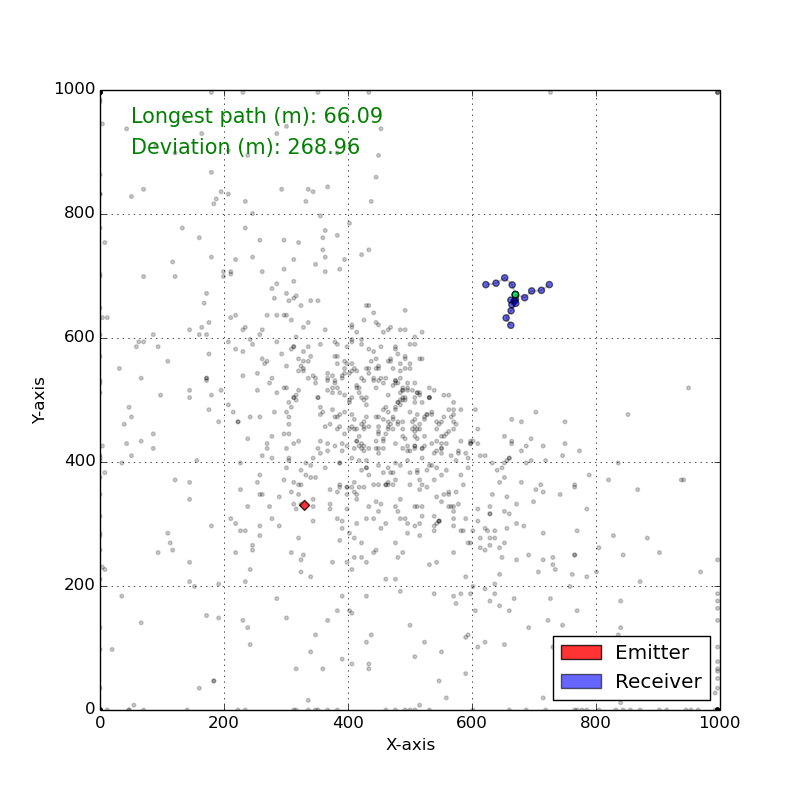 Longest path (m): 66.09
Deviation (m): 268.96
1000
800
600
400
200
0
Y-axis
0 200 400 600 800 1000
X-axis
Emitter
Receiver